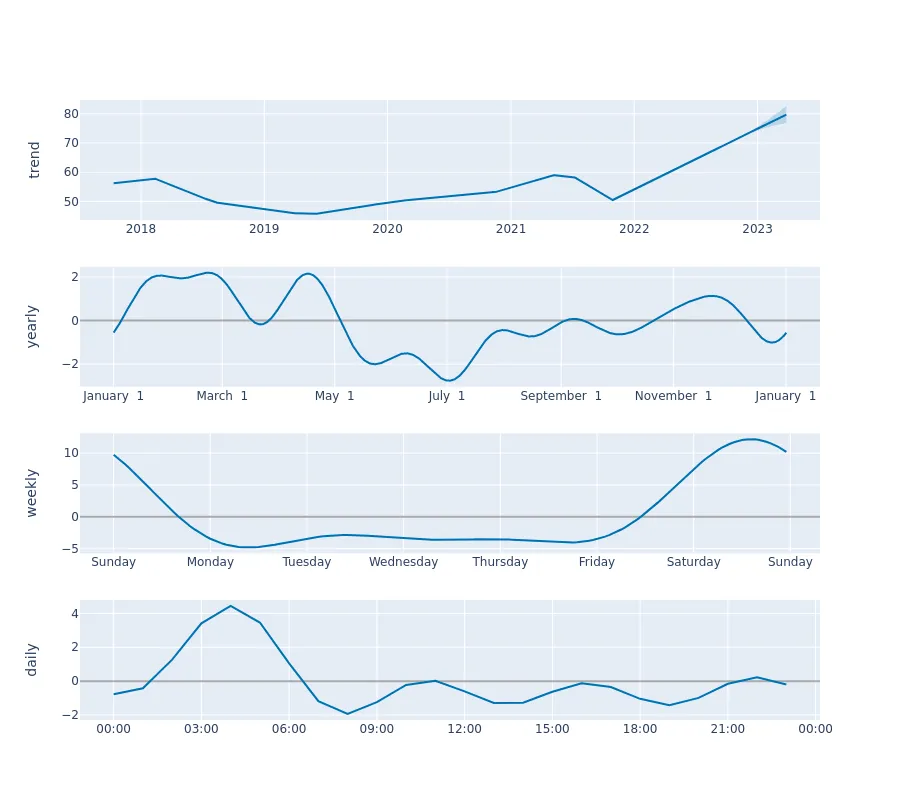 trend
80
70
60
50
2018 2019 2020 2021 2022 2023
yearly
2
0
−2
January 1 March 1 May 1 July 1 September 1 November 1 January 1
weekly
10
5
0
−5
Sunday Monday Tuesday Wednesday Thursday Friday Saturday Sunday
daily
4
2
0
−2
00:00 03:00 06:00 09:00 12:00 15:00 18:00 21:00 00:00